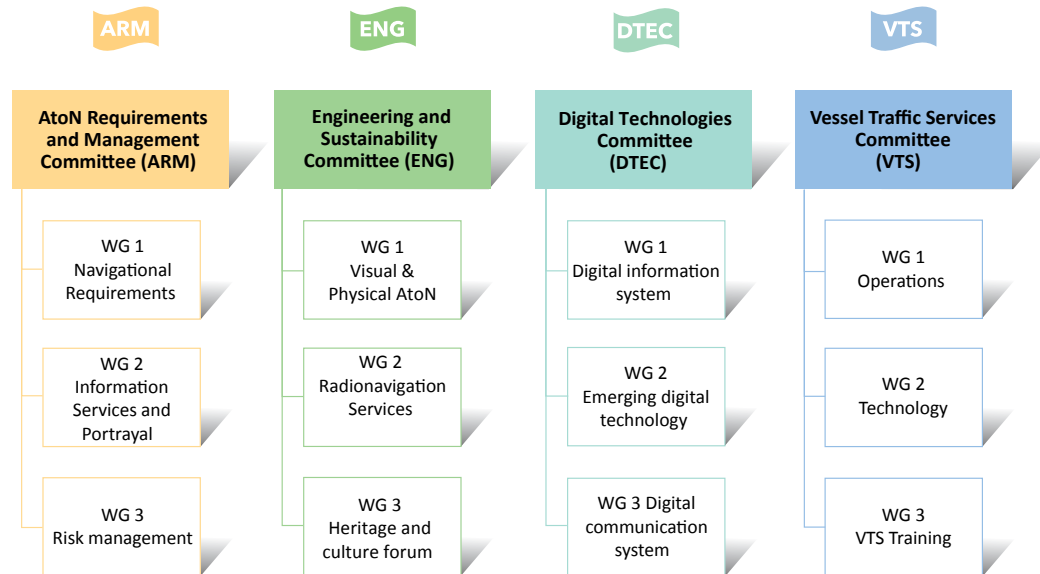 ARM
ENG
DTEC
VTS
AtoN Requirements
and Management
Committee (ARM)
Engineering and
Sustainability
Committee (ENG)
Digital Technologies
Committee
(DTEC)
Vessel Traffic Services
Committee
(VTS)
WG 1
Navigational
Requirements
WG 1
Visual &
Physical AtoN
WG 1
Digital information
system
WG 1
Operations
WG 2
Information
Services and
Portrayal
WG 2
Radionavigation
Services
WG 2
Emerging digital
technology
WG 2
Technology
WG 3
Risk management
WG 3
Heritage and
culture forum
WG 3 Digital
communication
system
WG 3
VTS Training